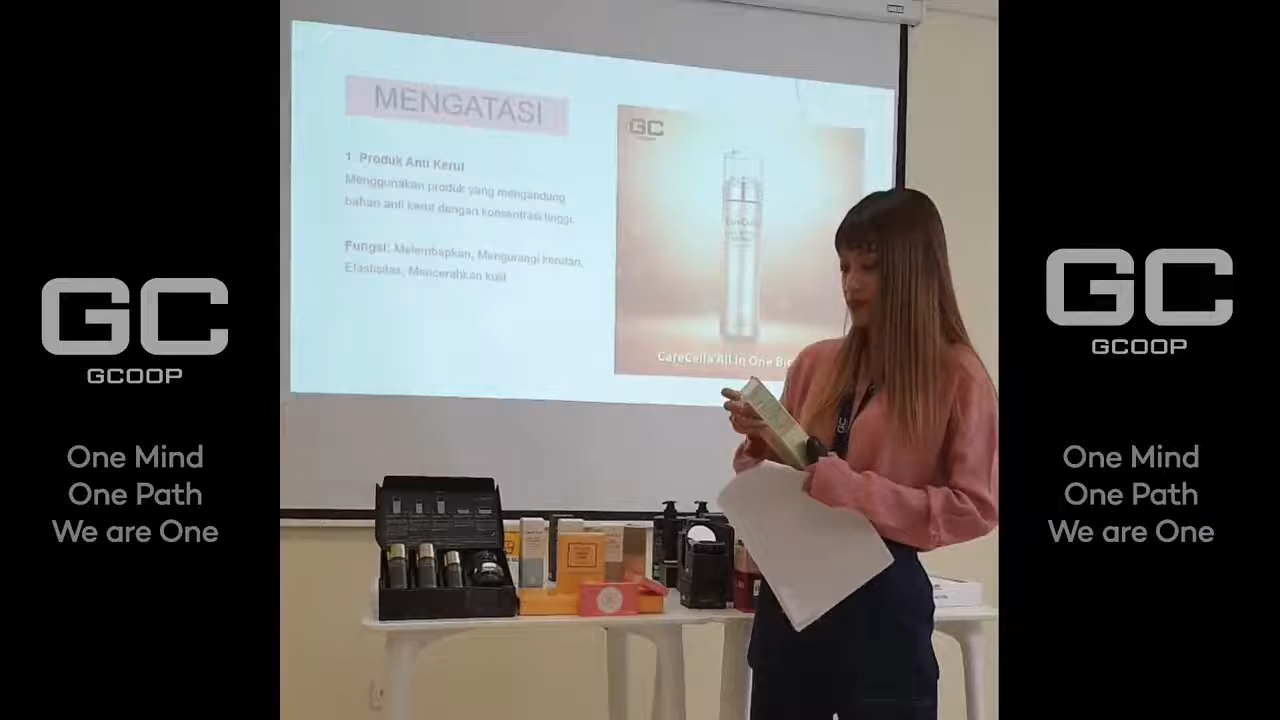 GC
GCOOP
One Mind
One Path
We are One
MENGATASI
1. Produk Anti Kerut
Menggunakan produk yang mengandung
bahan anti kerut dengan konsentrasi tinggi.
Fungsi: Melembapkan, Mengurangi kerutan,
Elastisitas, Mencerahkan kulit
GC
CareCella
CareCella All In One
GC
GC
GCOOP
One Mind
One Path
We are One